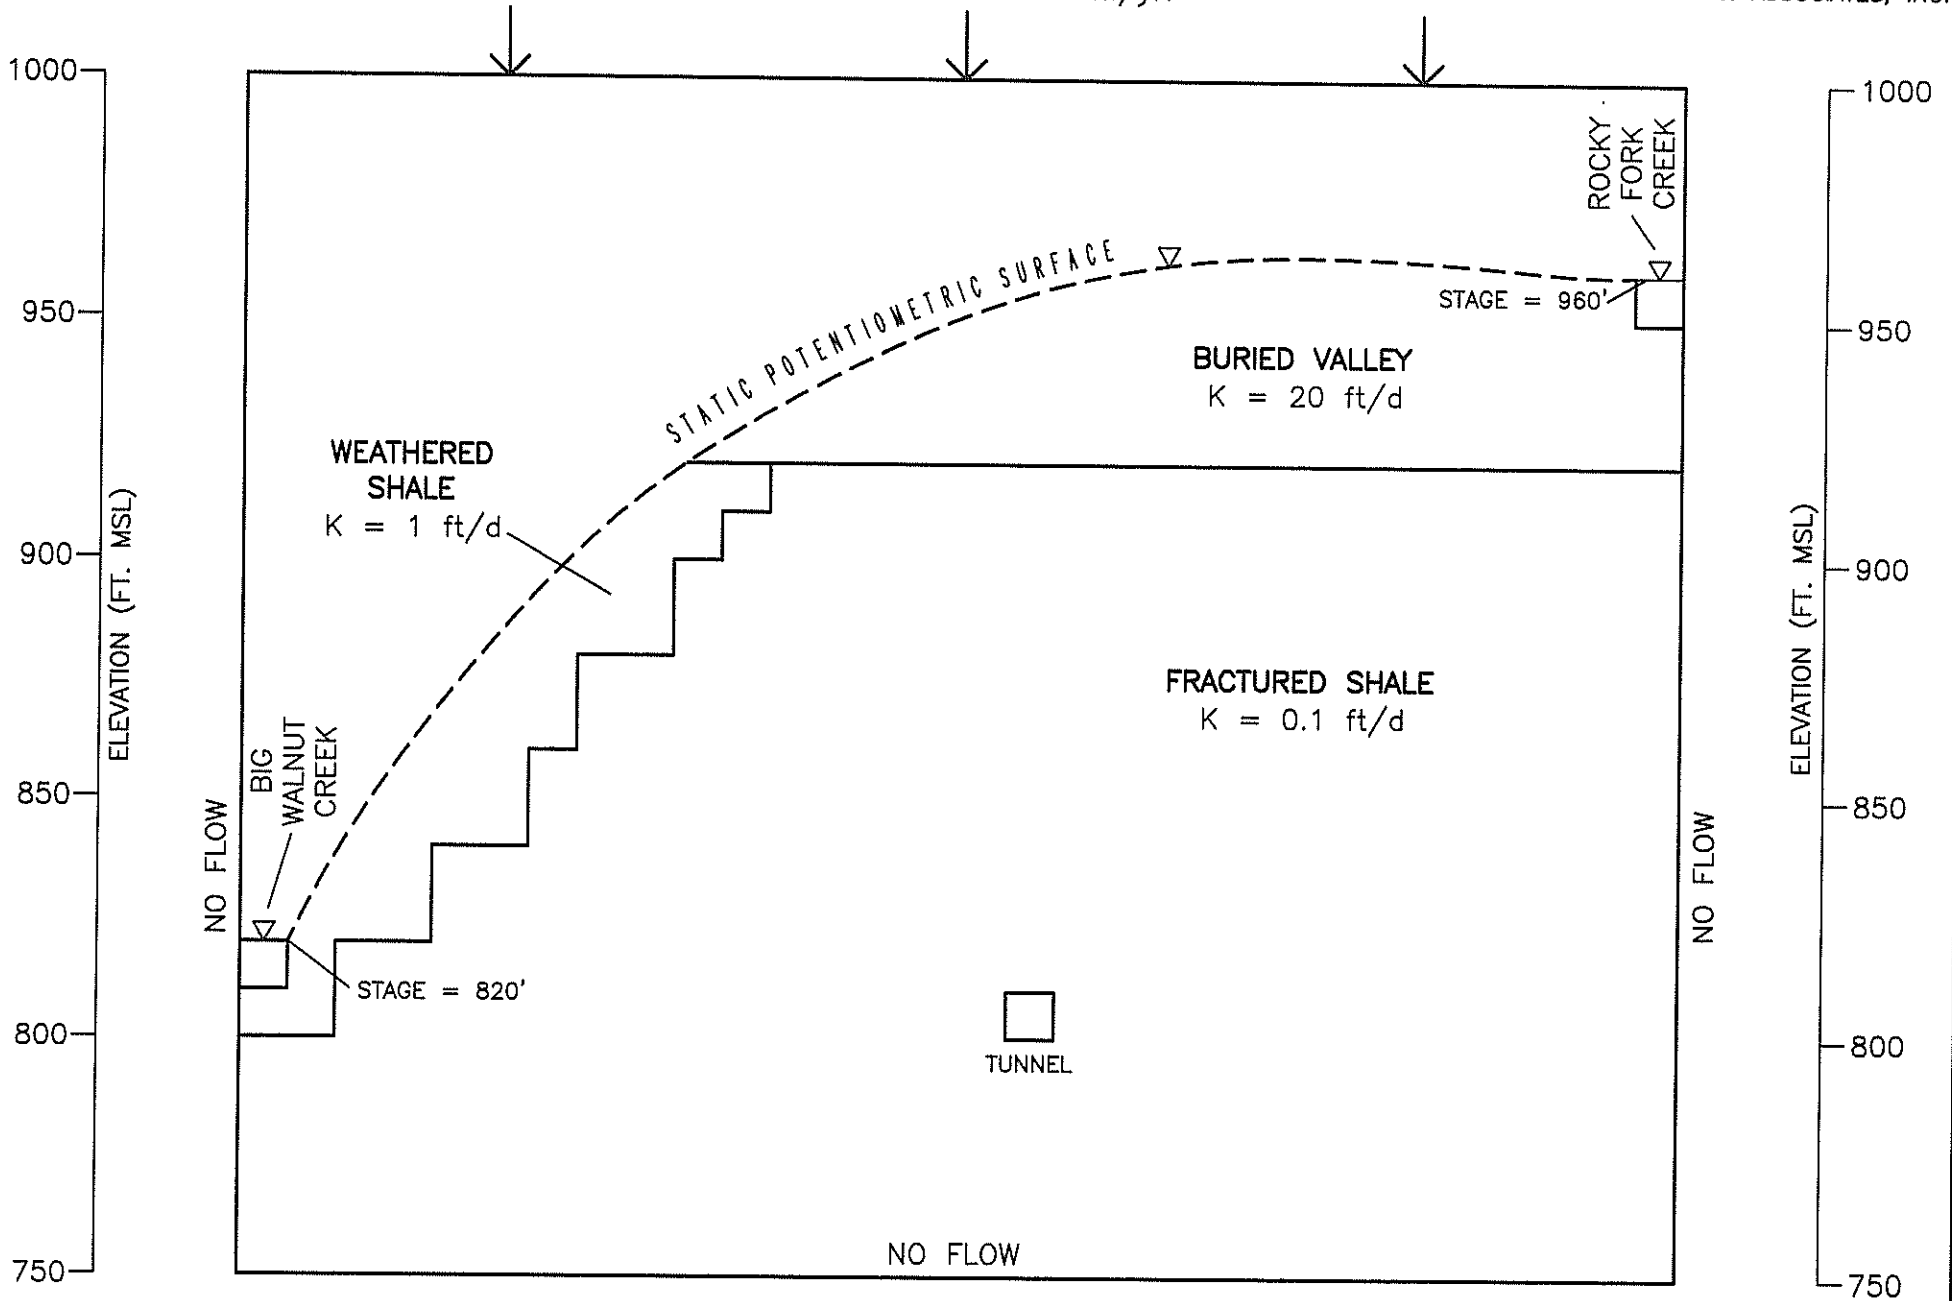 1000
950
900
850
800
750
ELEVATION (FT. MSL)
NO FLOW
BIG
WALNUT
CREEK
STAGE = 820'
WEATHERED
SHALE
K = 1 ft/d
STATIC POTENTIOMETRIC SURFACE
BURIED VALLEY
K = 20 ft/d
STAGE = 960'
ROCKY
FORK
CREEK
FRACTURED SHALE
K = 0.1 ft/d
TUNNEL
NO FLOW
NO FLOW
ELEVATION (FT. MSL)
1000
950
900
850
800
750